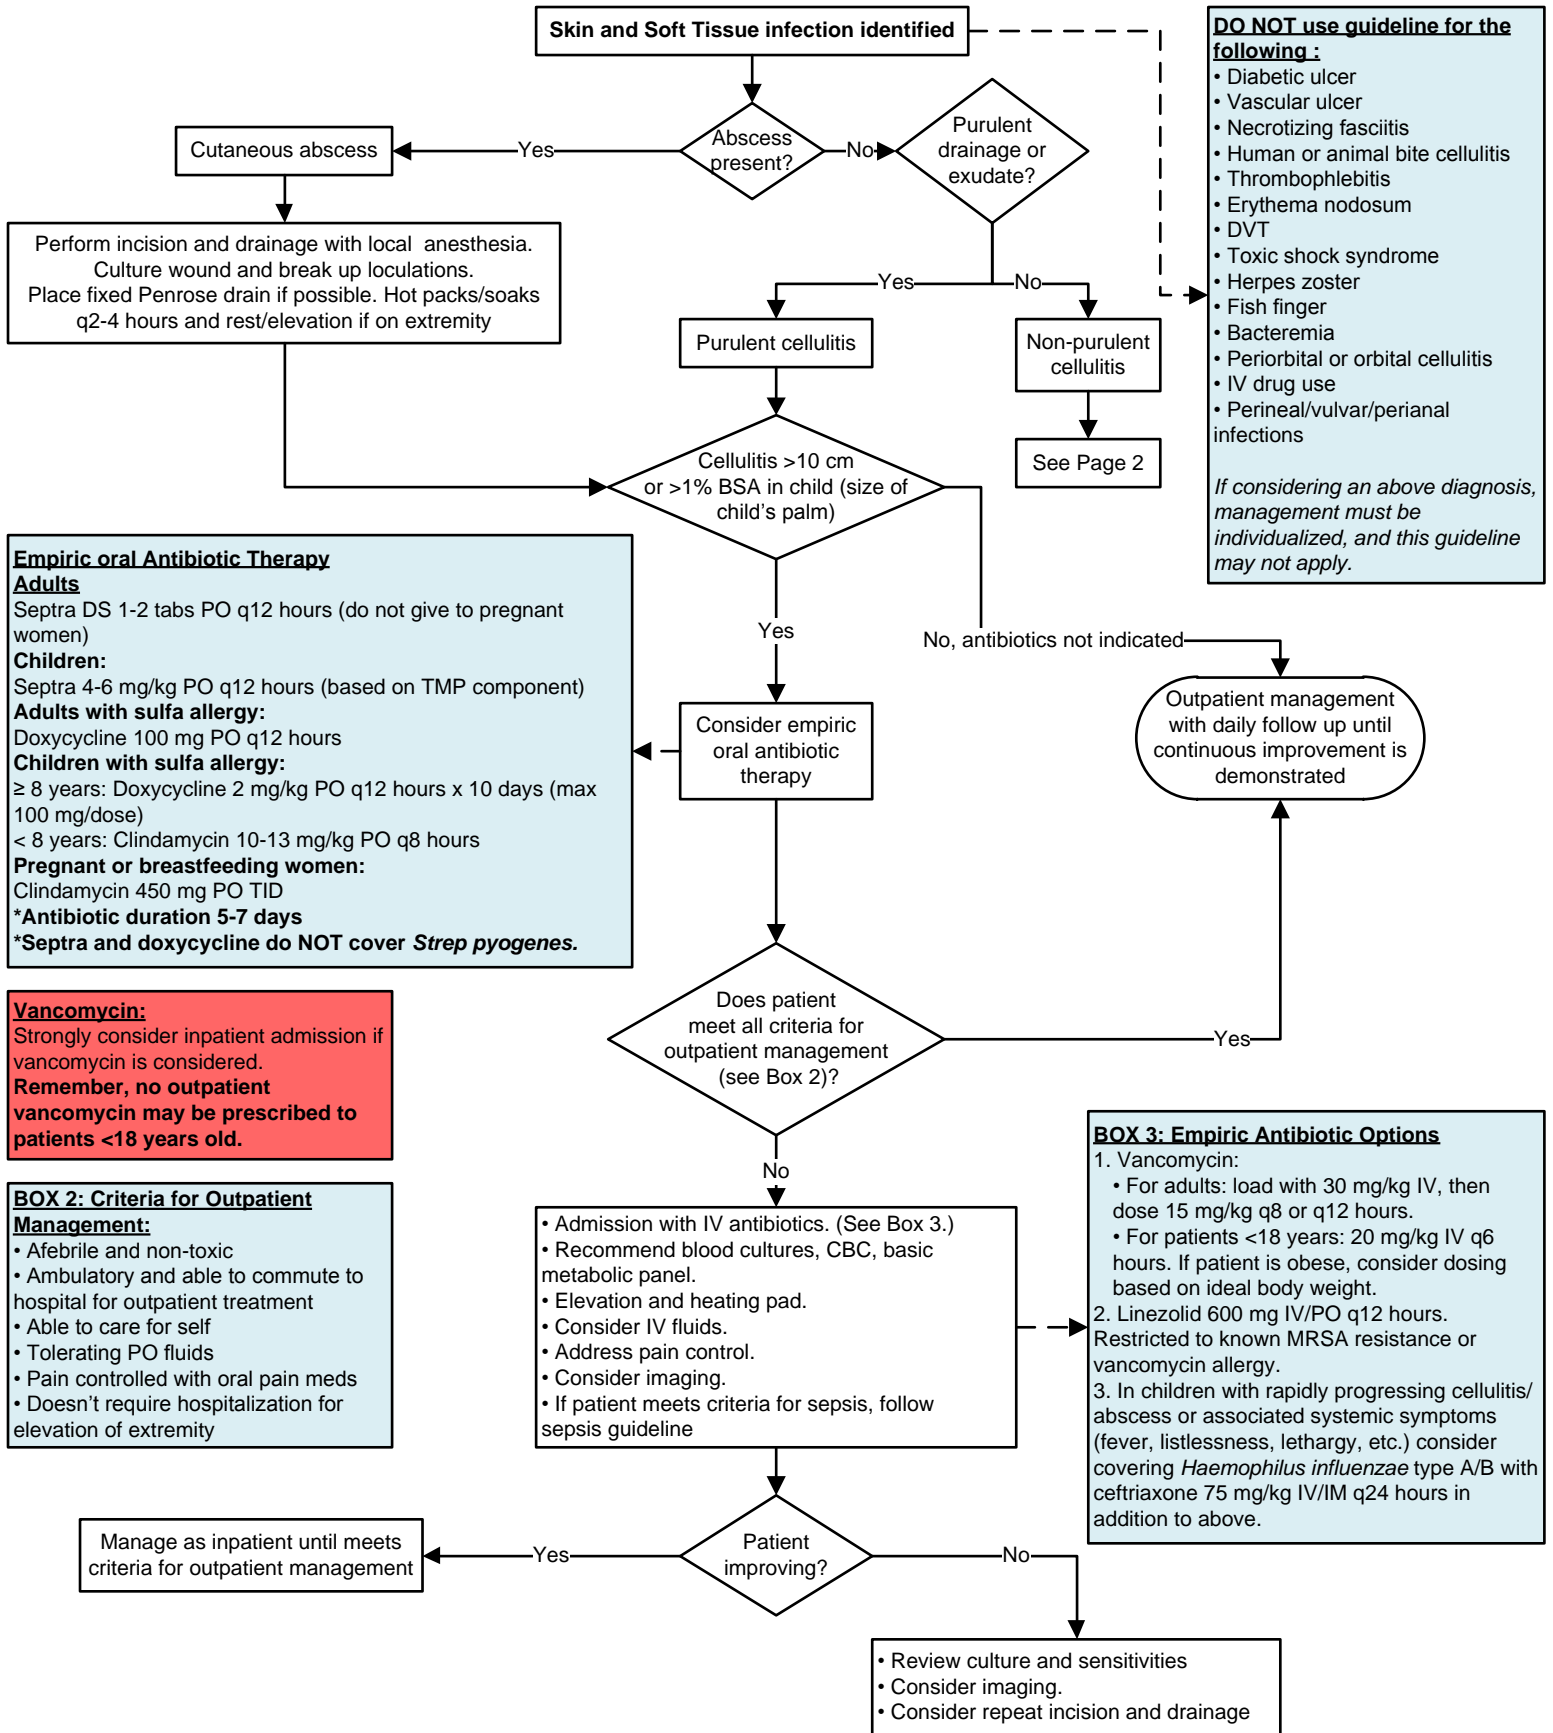 Skin and Soft Tissue infection identified
DO NOT use guideline for the
following :
• Diabetic ulcer
• Vascular ulcer
• Necrotizing fasciitis
• Human or animal bite cellulitis
• Thrombophlebitis
• Erythema nodosum
• DVT
• Toxic shock syndrome
• Herpes zoster
• Fish finger
• Bacteremia
• Periorbital or orbital cellulitis
• IV drug use
• Perineal/vulvar/perianal
infections
If considering an above diagnosis,
management must be
individualized, and this guideline
may not apply.
Abscess
present?
Yes
No
Cutaneous abscess
Purulent
drainage or
exudate?
Perform incision and drainage with local anesthesia.
Culture wound and break up loculations.
Place fixed Penrose drain if possible. Hot packs/soaks
q2-4 hours and rest/elevation if on extremity
Yes
No
Purulent cellulitis
Non-purulent
cellulitis
See Page 2
Cellulitis >10 cm
or >1% BSA in child (size of
child's palm)
Yes
No, antibiotics not indicated
Empiric oral Antibiotic Therapy
Adults
Septra DS 1-2 tabs PO q12 hours (do not give to pregnant
women)
Children:
Septra 4-6 mg/kg PO q12 hours (based on TMP component)
Adults with sulfa allergy:
Doxycycline 100 mg PO q12 hours
Children with sulfa allergy:
≥ 8 years: Doxycycline 2 mg/kg PO q12 hours x 10 days (max
100 mg/dose)
< 8 years: Clindamycin 10-13 mg/kg PO q8 hours
Pregnant or breastfeeding women:
Clindamycin 450 mg PO TID
*Antibiotic duration 5-7 days
*Septra and doxycycline do NOT cover Strep pyogenes.
Consider empiric
oral antibiotic
therapy
Outpatient management
with daily follow up until
continuous improvement is
demonstrated
Vancomycin:
Strongly consider inpatient admission if
vancomycin is considered.
Remember, no outpatient
vancomycin may be prescribed to
patients <18 years old.
Does patient
meet all criteria for
outpatient management
(see Box 2)?
Yes
No
BOX 2: Criteria for Outpatient
Management:
• Afebrile and non-toxic
• Ambulatory and able to commute to
hospital for outpatient treatment
• Able to care for self
• Tolerating PO fluids
• Pain controlled with oral pain meds
• Doesn't require hospitalization for
elevation of extremity
• Admission with IV antibiotics. (See Box 3.)
• Recommend blood cultures, CBC, basic
metabolic panel.
• Elevation and heating pad.
• Consider IV fluids.
• Address pain control.
• Consider imaging.
• If patient meets criteria for sepsis, follow
sepsis guideline
BOX 3: Empiric Antibiotic Options
1. Vancomycin:
• For adults: load with 30 mg/kg IV, then
dose 15 mg/kg q8 or q12 hours.
• For patients <18 years: 20 mg/kg IV q6
hours. If patient is obese, consider dosing
based on ideal body weight.
2. Linezolid 600 mg IV/PO q12 hours.
Restricted to known MRSA resistance or
vancomycin allergy.
3. In children with rapidly progressing cellulitis/
abscess or associated systemic symptoms
(fever, listlessness, lethargy, etc.) consider
covering Haemophilus influenzae type A/B with
ceftriaxone 75 mg/kg IV/IM q24 hours in
addition to above.
Patient
improving?
Yes
No
Manage as inpatient until meets
criteria for outpatient management
• Review culture and sensitivities
• Consider imaging.
• Consider repeat incision and drainage